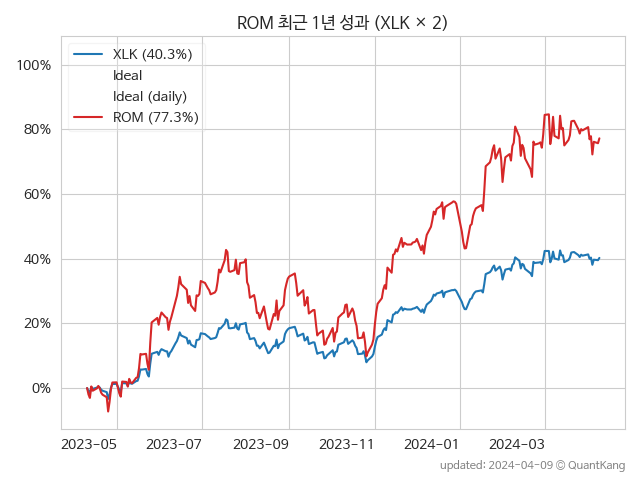 ROM 최근 1년 성과 (XLK × 2)
XLK (40.3%)
Ideal
Ideal (daily)
ROM (77.3%)
100%
80%
60%
40%
20%
0%
2023-05 2023-07 2023-09 2023-11 2024-01 2024-03
updated: 2024-04-09 © QuantKang